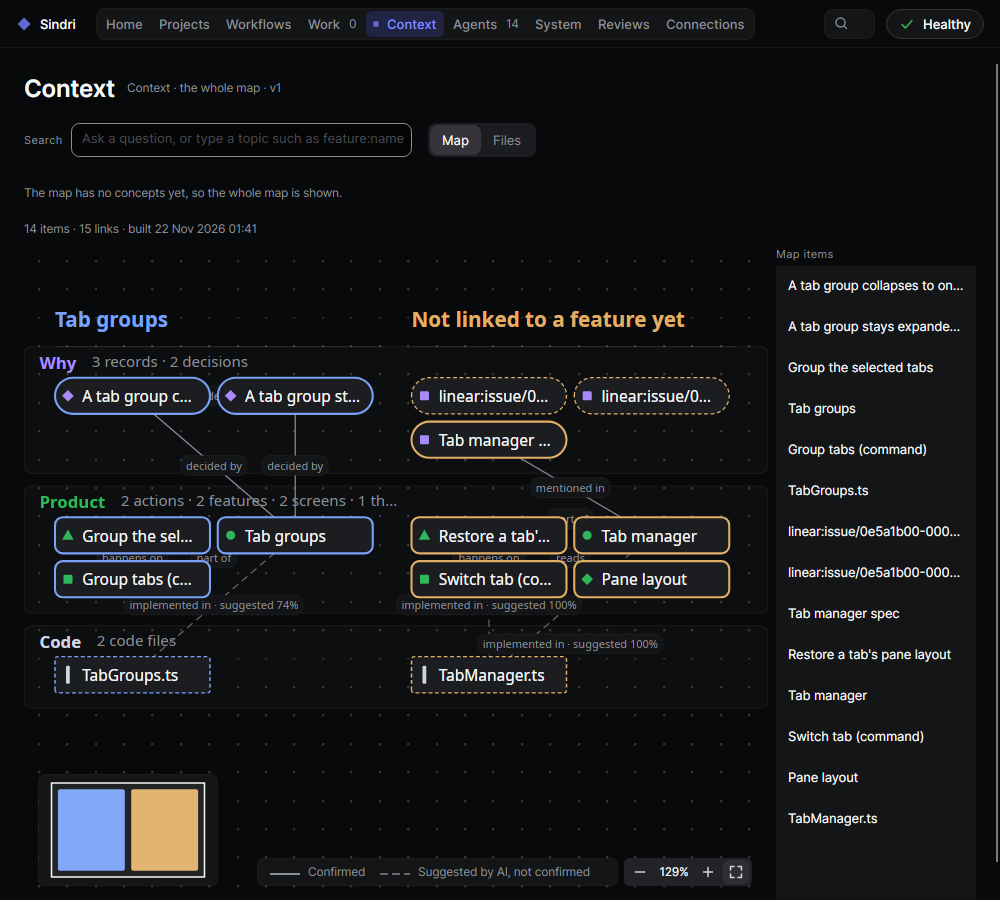 Sindri
Home Projects Workflows Work 0 Context Agents 14 System Reviews Connections
Healthy
Context Context · the whole map · v1
Search Ask a question, or type a topic such as feature:name Map Files
The map has no concepts yet, so the whole map is shown.
14 items · 15 links · built 22 Nov 2026 01:41
Tab groups
Not linked to a feature yet
Why 3 records · 2 decisions
A tab group c... A tab group st... linear:issue/0... linear:issue/0...
Tab manager ...
decided by decided by
mentioned in
Product 2 actions · 2 features · 2 screens · 1 th...
Group the sel... Tab groups Restore a tab'... Tab manager
happens on part of happens on reads
Group tabs (c... Switch tab (co... Pane layout
implemented in · suggested 74% implemented in · suggested 100%
Code 2 code files
implemented in · suggested 100%
TabGroups.ts TabManager.ts
Confirmed Suggested by AI, not confirmed
129%
Map items
A tab group collapses to on...
A tab group stays expande...
Group the selected tabs
Tab groups
Group tabs (command)
TabGroups.ts
linear:issue/0e5a1b00-000...
linear:issue/0e5a1b00-000...
Tab manager spec
Restore a tab's pane layout
Tab manager
Switch tab (command)
Pane layout
TabManager.ts